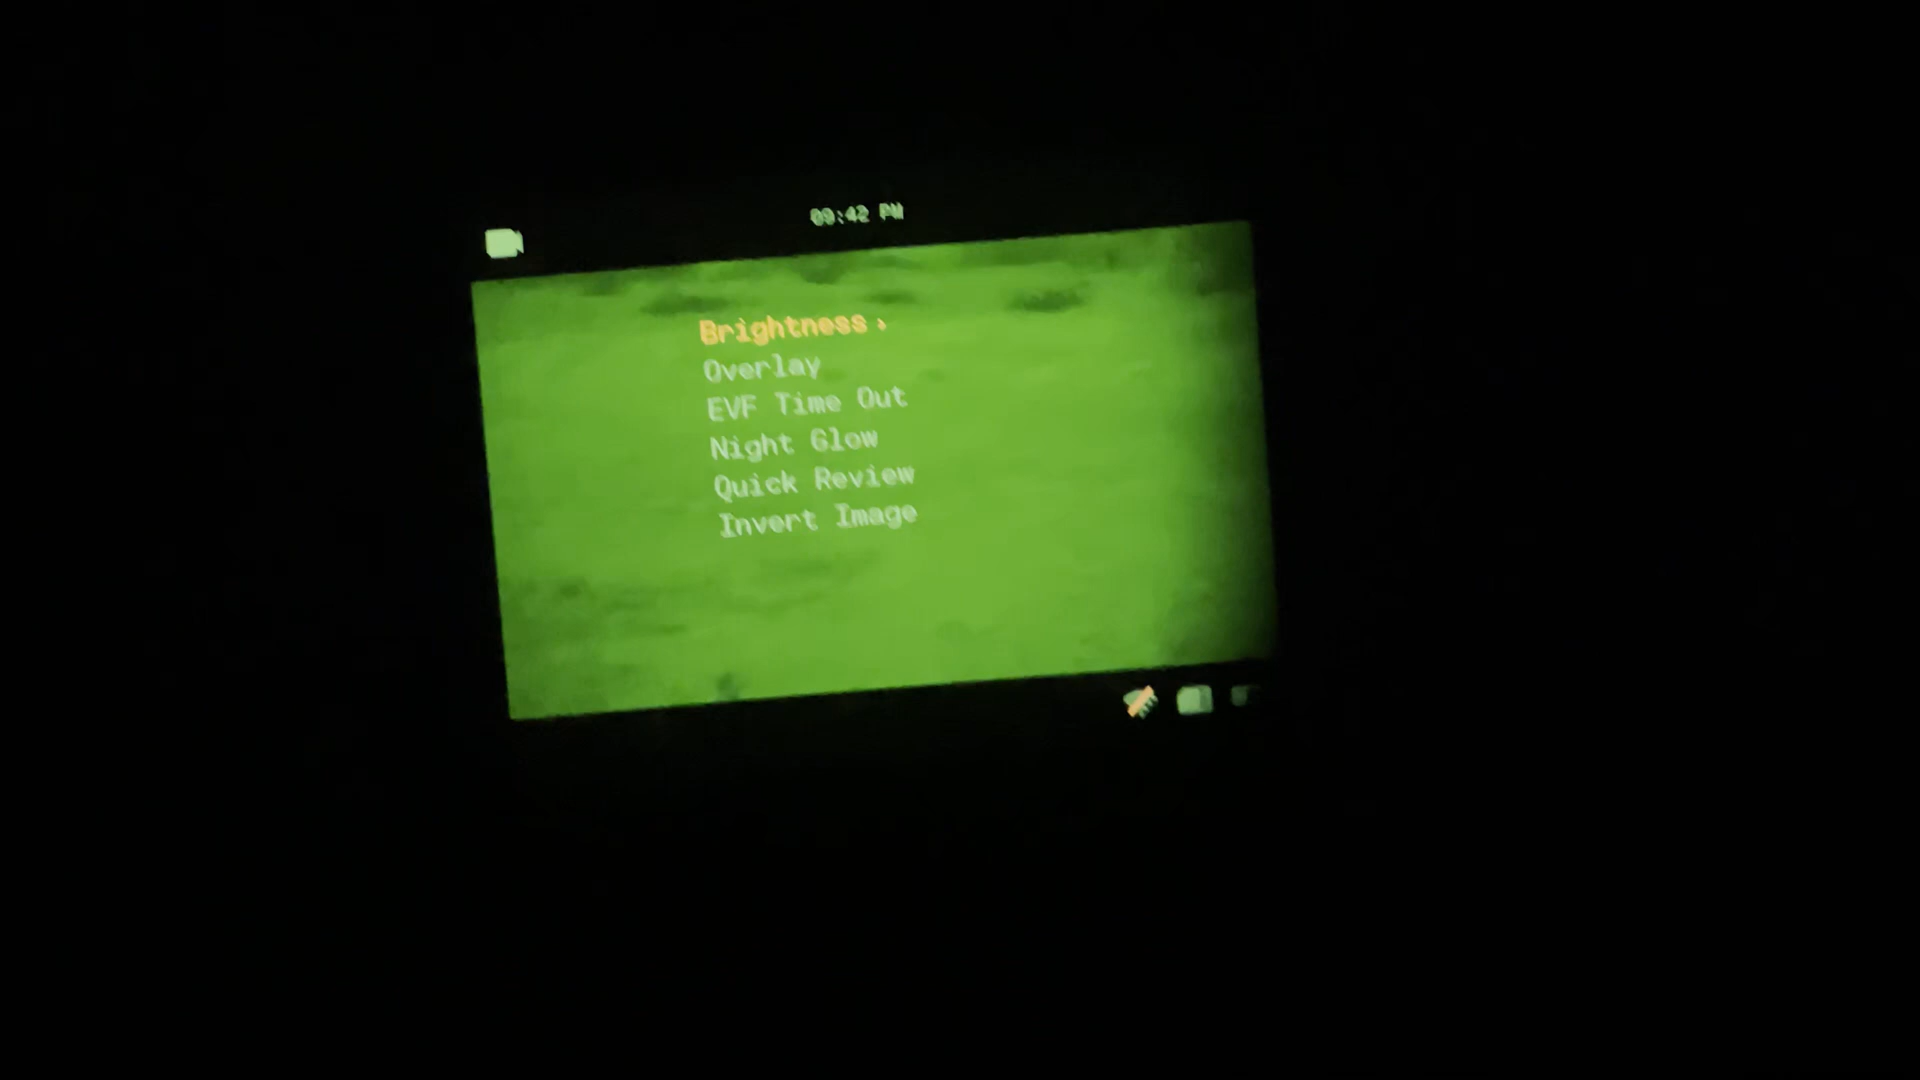 09:42 PM
Brightness ›
Overlay
EVF Time Out
Night Glow
Quick Review
Invert Image